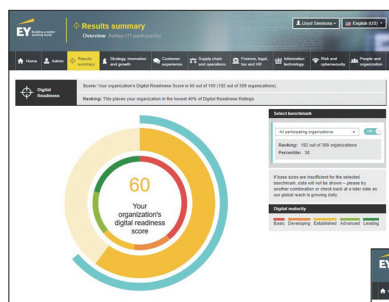 EY Building a better
working world
Results summary
Overview Ashley (11 participants)
Lloyd Simmons
English (US)
Home
Admin
Results
summary
Strategy, innovation
and growth
Customer
experience
Supply chain
and operations
Finance, legal,
tax and HR
Information
technology
Risk and
cybersecurity
People and
organization
Digital
Readiness
Score: Your organization's Digital Readiness Score is 60 out of 100 (192 out of 309 organizations).
Ranking: This places your organization in the lowest 40% of Digital Readiness Ratings.
60
Your
organization's
digital readiness
score
Select benchmark
All participating organizations
Ranking: 192 out of 309 organizations
Percentile: 38
If base sizes are insufficient for the selected
benchmark, data will not be shown – please try
another combination or check back at a later date as
our global reach is growing daily
Digital maturity
Basic Developing Established Advanced Leading
EY